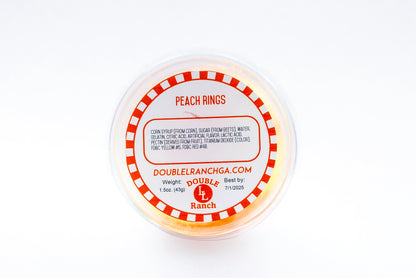 PEACH RINGS
CORN SYRUP (FROM CORN), SUGAR (FROM BEETS), WATER,
GELATIN, CITRIC ACID, ARTIFICIAL FLAVOR, LACTIC ACID,
PECTIN (DERIVED FROM FRUIT), TITANIUM DIOXIDE (COLOR),
FD&C YELLOW #5, FD&C RED #40.
DOUBLELRANCHGA.COM
Weight:
1.5oz. (43g)
DOUBLE
LL
Ranch
Best by:
7/1/2025